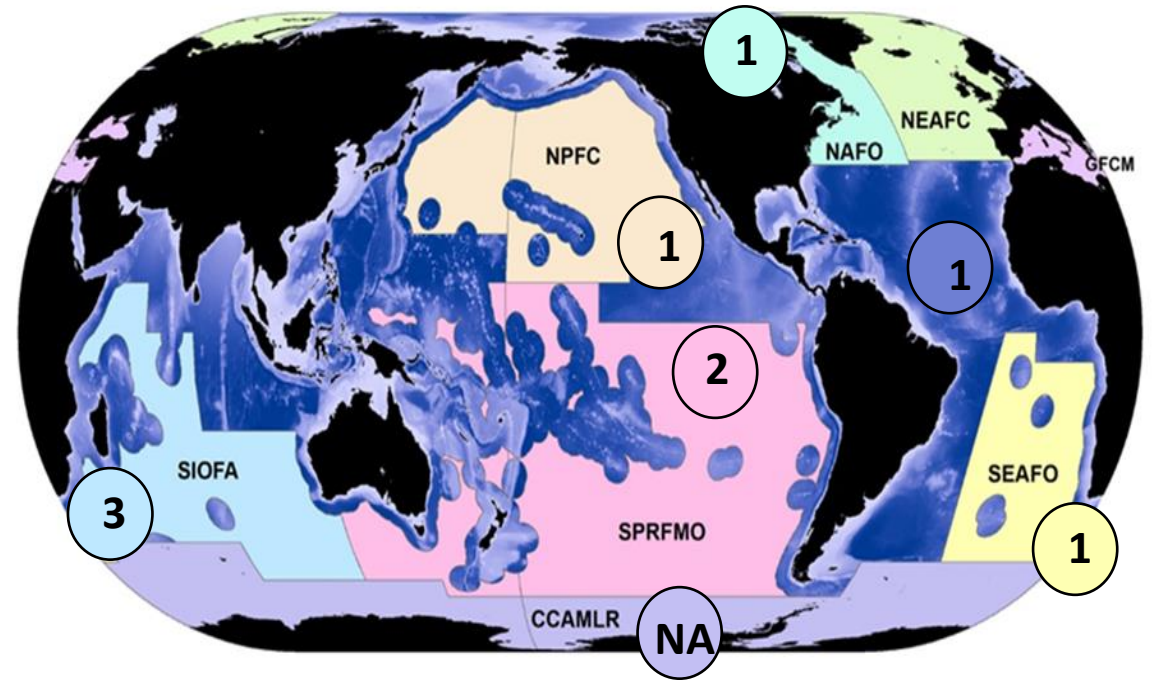 1
NEAFC
NAFO
NPFC
GFCM
1
1
2
SIOFA
SEAFO
3
SPRFMO
1
CCAMLR
NA